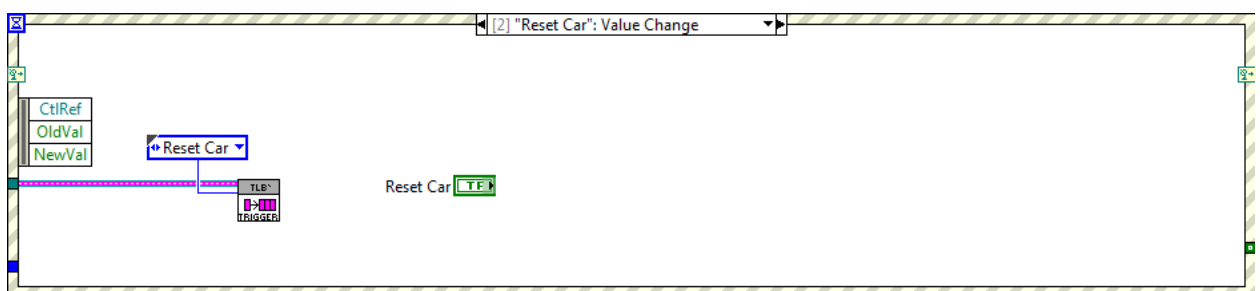 [2] "Reset Car": Value Change
CtlRef
OldVal
NewVal
Reset Car
TLB
TRIGGER
Reset Car TF